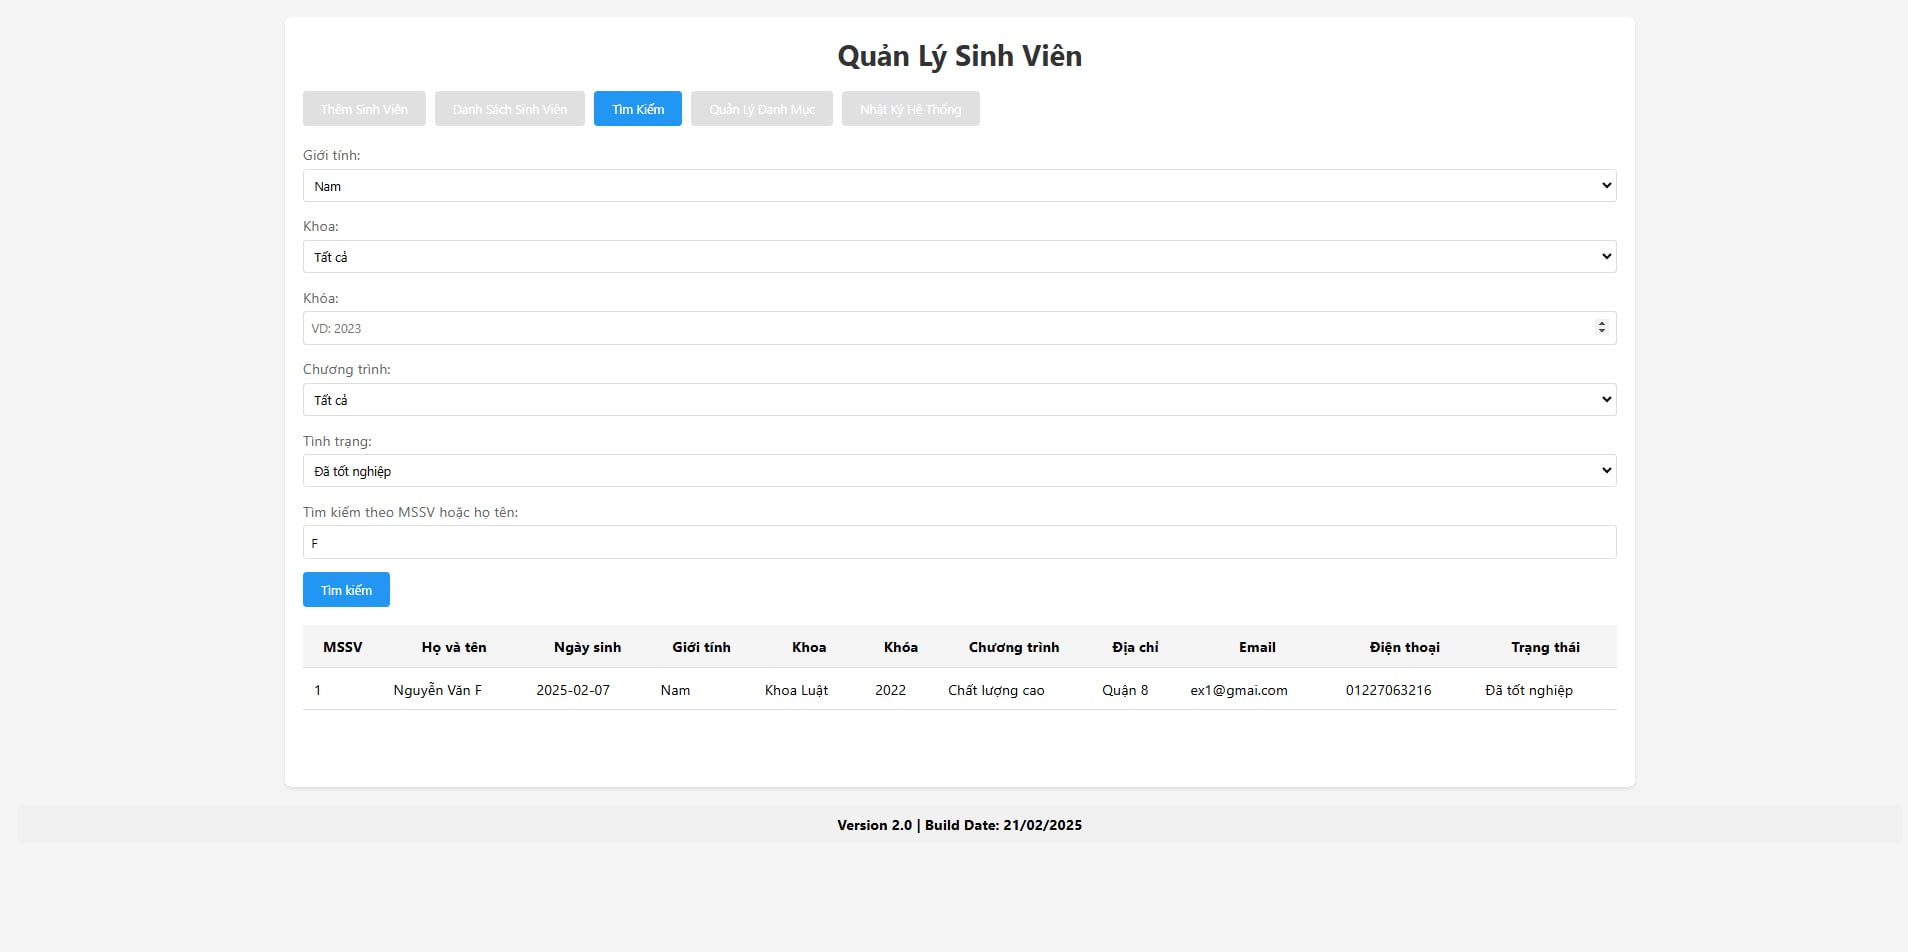 Quản Lý Sinh Viên
Thêm Sinh Viên Danh Sách Sinh Viên Tìm Kiếm Quản Lý Danh Mục Nhật Ký Hệ Thống
Giới tính:
Nam
Khoa:
Tất cả
Khóa:
VD: 2023
Chương trình:
Tất cả
Tình trạng:
Đã tốt nghiệp
Tìm kiếm theo MSSV hoặc họ tên:
F
Tìm kiếm
MSSV Họ và tên Ngày sinh Giới tính Khoa Khóa Chương trình Địa chỉ Email Điện thoại Trạng thái
1 Nguyễn Văn F 2025-02-07 Nam Khoa Luật 2022 Chất lượng cao Quận 8 ex1@gmai.com 01227063216 Đã tốt nghiệp
Version 2.0 | Build Date: 21/02/2025